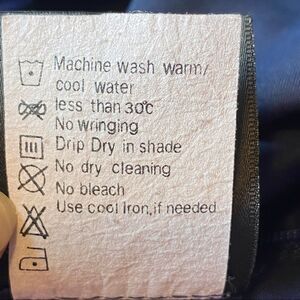 Machine wash warm/
cool water
less than 30c
No wringing
Drip Dry in shade
No dry cleaning
No bleach
Use cool Iron,if needed